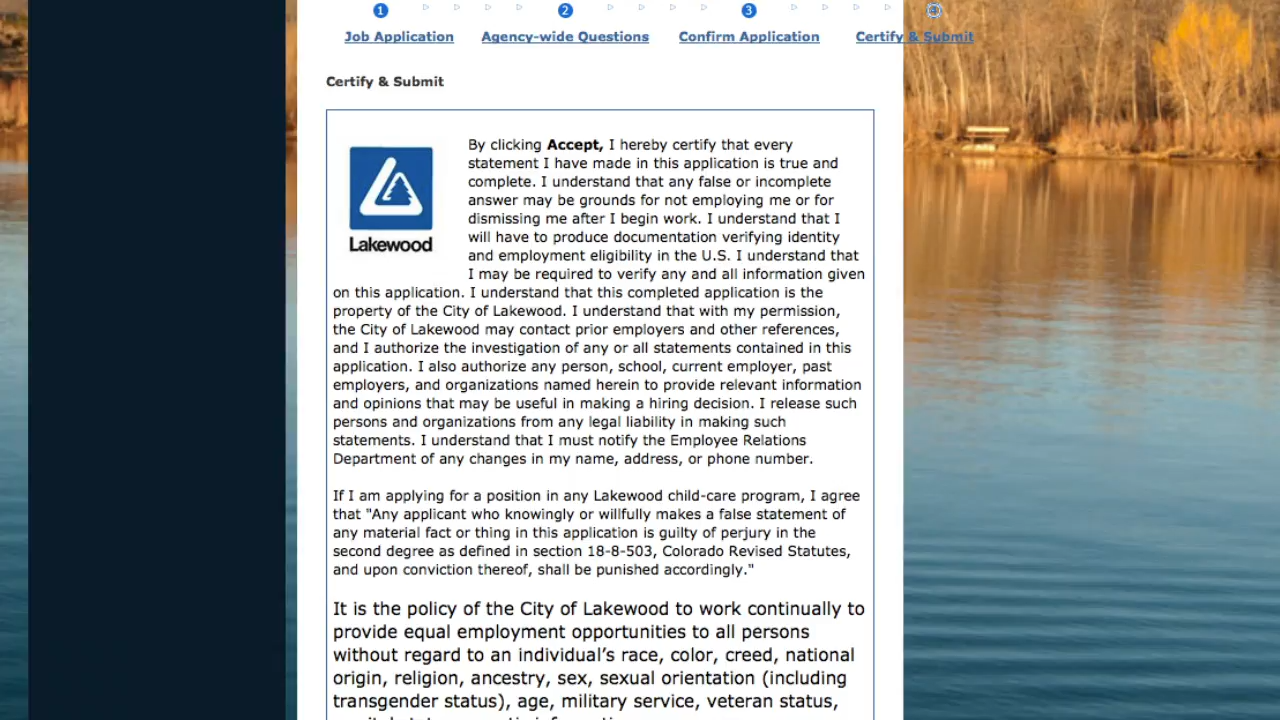 1 2 3 4
Job Application Agency-wide Questions Confirm Application Certify & Submit
Certify & Submit
Lakewood
By clicking Accept, I hereby certify that every
statement I have made in this application is true and
complete. I understand that any false or incomplete
answer may be grounds for not employing me or for
dismissing me after I begin work. I understand that I
will have to produce documentation verifying identity
and employment eligibility in the U.S. I understand that
I may be required to verify any and all information given
on this application. I understand that this completed application is the
property of the City of Lakewood. I understand that with my permission,
the City of Lakewood may contact prior employers and other references,
and I authorize the investigation of any or all statements contained in this
application. I also authorize any person, school, current employer, past
employers, and organizations named herein to provide relevant information
and opinions that may be useful in making a hiring decision. I release such
persons and organizations from any legal liability in making such
statements. I understand that I must notify the Employee Relations
Department of any changes in my name, address, or phone number.
If I am applying for a position in any Lakewood child-care program, I agree
that "Any applicant who knowingly or willfully makes a false statement of
any material fact or thing in this application is guilty of perjury in the
second degree as defined in section 18-8-503, Colorado Revised Statutes,
and upon conviction thereof, shall be punished accordingly."
It is the policy of the City of Lakewood to work continually to
provide equal employment opportunities to all persons
without regard to an individual’s race, color, creed, national
origin, religion, ancestry, sex, sexual orientation (including
transgender status), age, military service, veteran status,